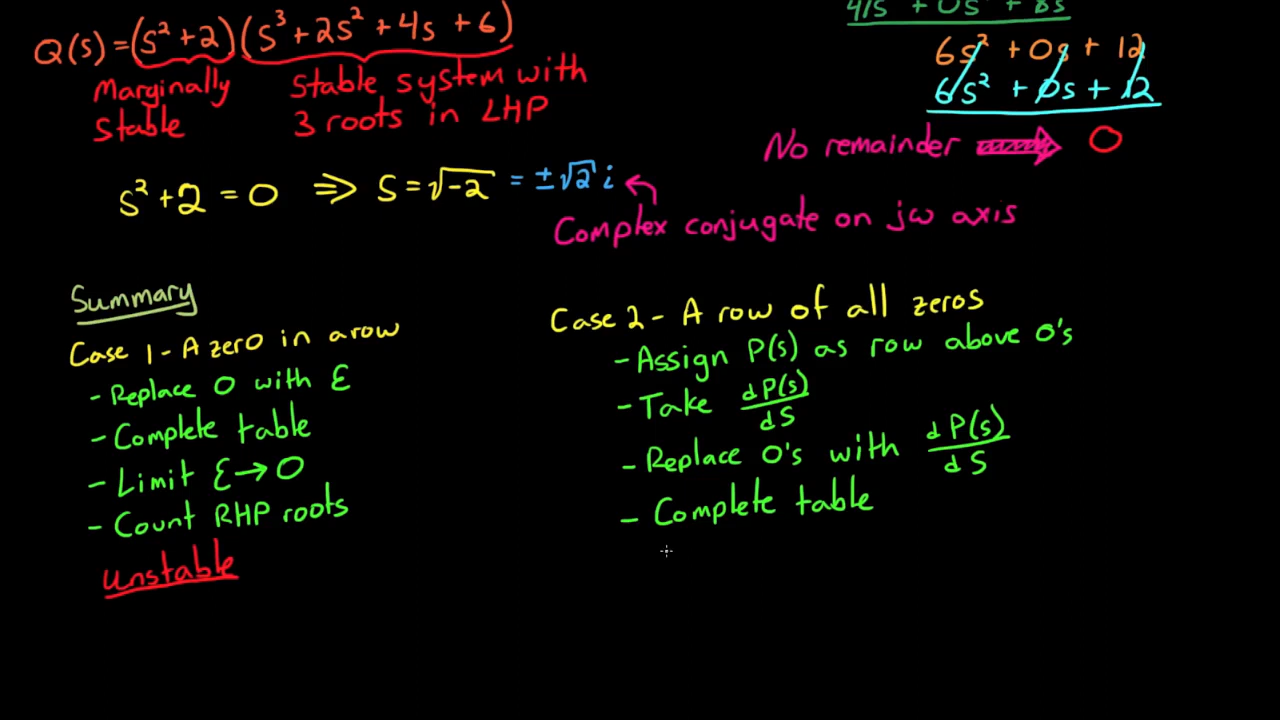 Q(s) = (s² + 2) (s³ + 2s² + 4s + 6)
Marginally Stable
Stable system with 3 roots in LHP
s² + 2 = 0 ⇒ S = √-2 = ± √2 i
Complex conjugate on jω axis
6s² + 0s + 12
6s² + 0s + 12
No remainder ⇒ 0
Summary
Case 1 - A zero in a row
- Replace 0 with ε
- Complete table
- Limit ε → 0
- Count RHP roots
unstable
Case 2 - A row of all zeros
- Assign P(s) as row above 0's
- Take dP(s)/dS
- Replace 0's with dP(s)/dS
- Complete table